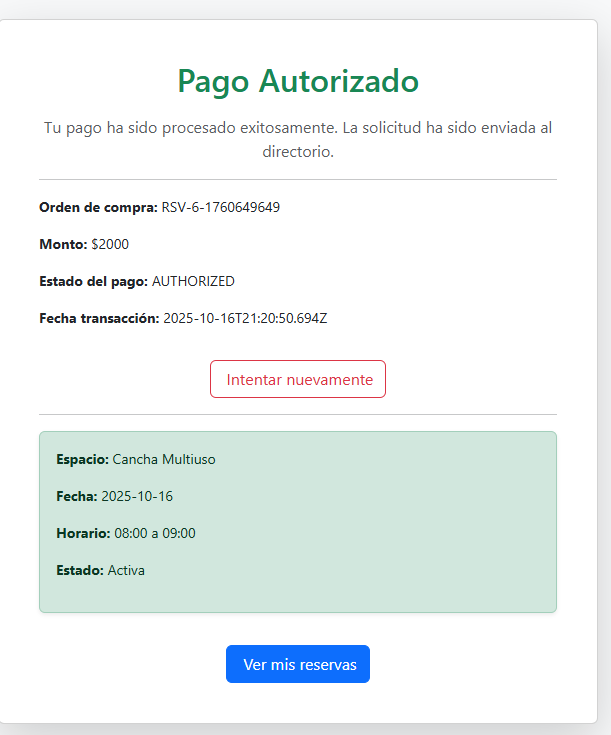 Pago Autorizado
Tu pago ha sido procesado exitosamente. La solicitud ha sido enviada al
directorio.
Orden de compra: RSV-6-1760649649
Monto: $2000
Estado del pago: AUTHORIZED
Fecha transacción: 2025-10-16T21:20:50.694Z
Intentar nuevamente
Espacio: Cancha Multiuso
Fecha: 2025-10-16
Horario: 08:00 a 09:00
Estado: Activa
Ver mis reservas